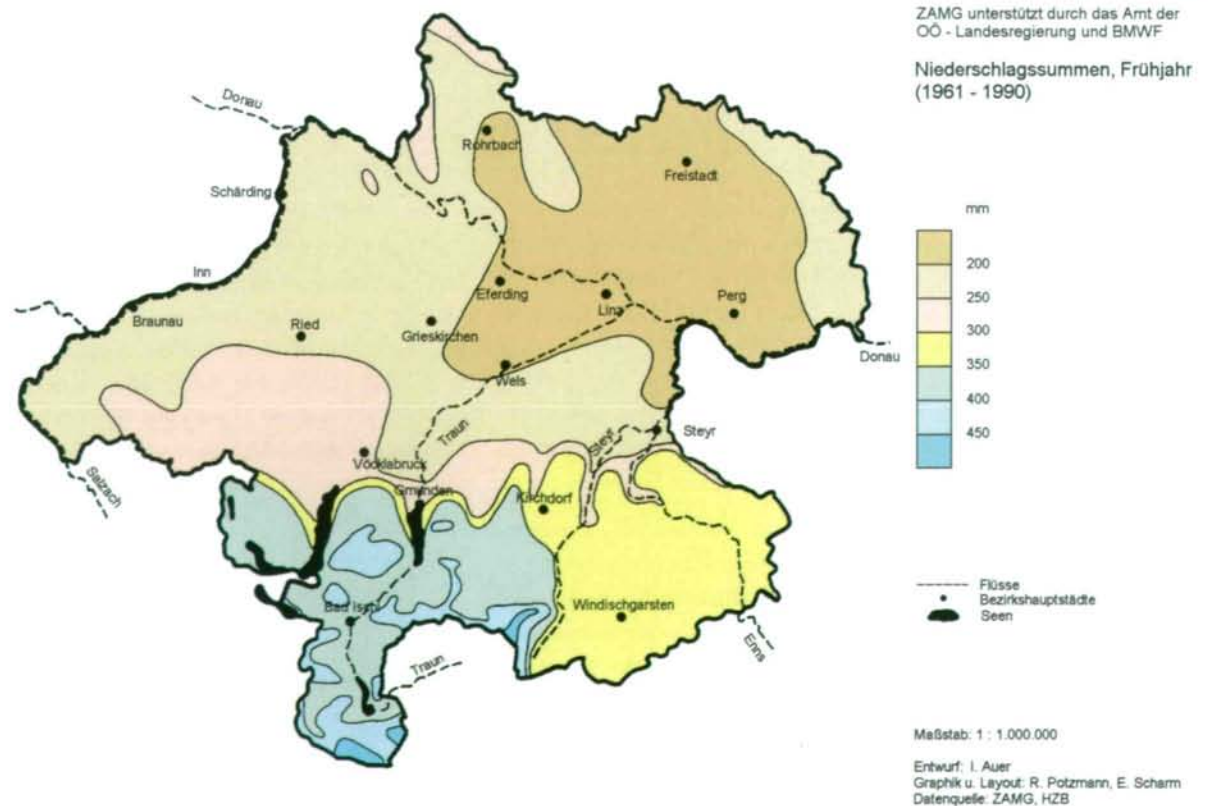 ZAMG unterstützt durch das Amt der
OÖ - Landesregierung und BMWF
Niederschlagssummen, Frühjahr
(1961 - 1990)
Donau
Rohrbach
Freistadt
Schärding
Inn
Eferding
Linz
Perg
Braunau
Ried
Grieskirchen
Donau
Wels
Traun
Steyr
Steyr
Vöcklabruck
Salzach
Gmunden
Kirchdorf
Bad Ischl
Windischgarsten
Enns
Traun
mm
200
250
300
350
400
450
Flüsse
Bezirkshauptstädte
Seen
Maßstab: 1 : 1.000.000
Entwurf: I. Auer
Graphik u. Layout: R. Potzmann, E. Scharm
Datenquelle: ZAMG, HZB